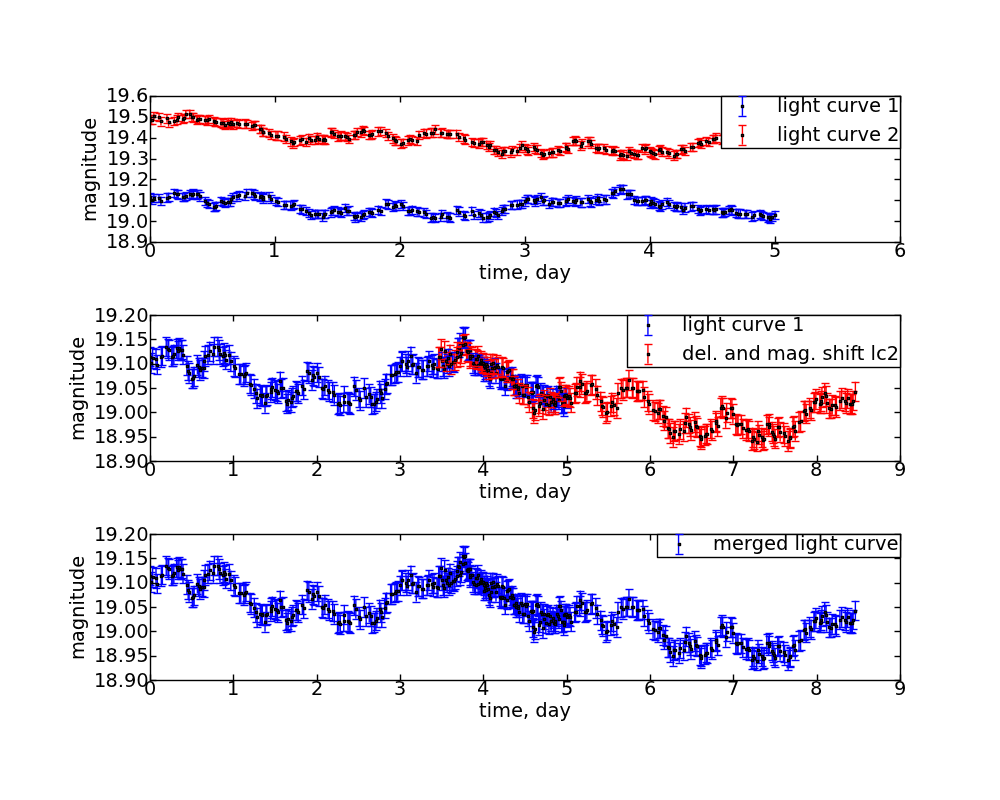 19.6
19.5
19.4
19.3
19.2
19.1
19.0
18.9
magnitude
0 1 2 3 4 5 6
time, day
light curve 1
light curve 2
19.20
19.15
19.10
19.05
19.00
18.95
18.90
magnitude
0 1 2 3 4 5 6 7 8 9
time, day
light curve 1
del. and mag. shift lc2
19.20
19.15
19.10
19.05
19.00
18.95
18.90
magnitude
0 1 2 3 4 5 6 7 8 9
time, day
merged light curve